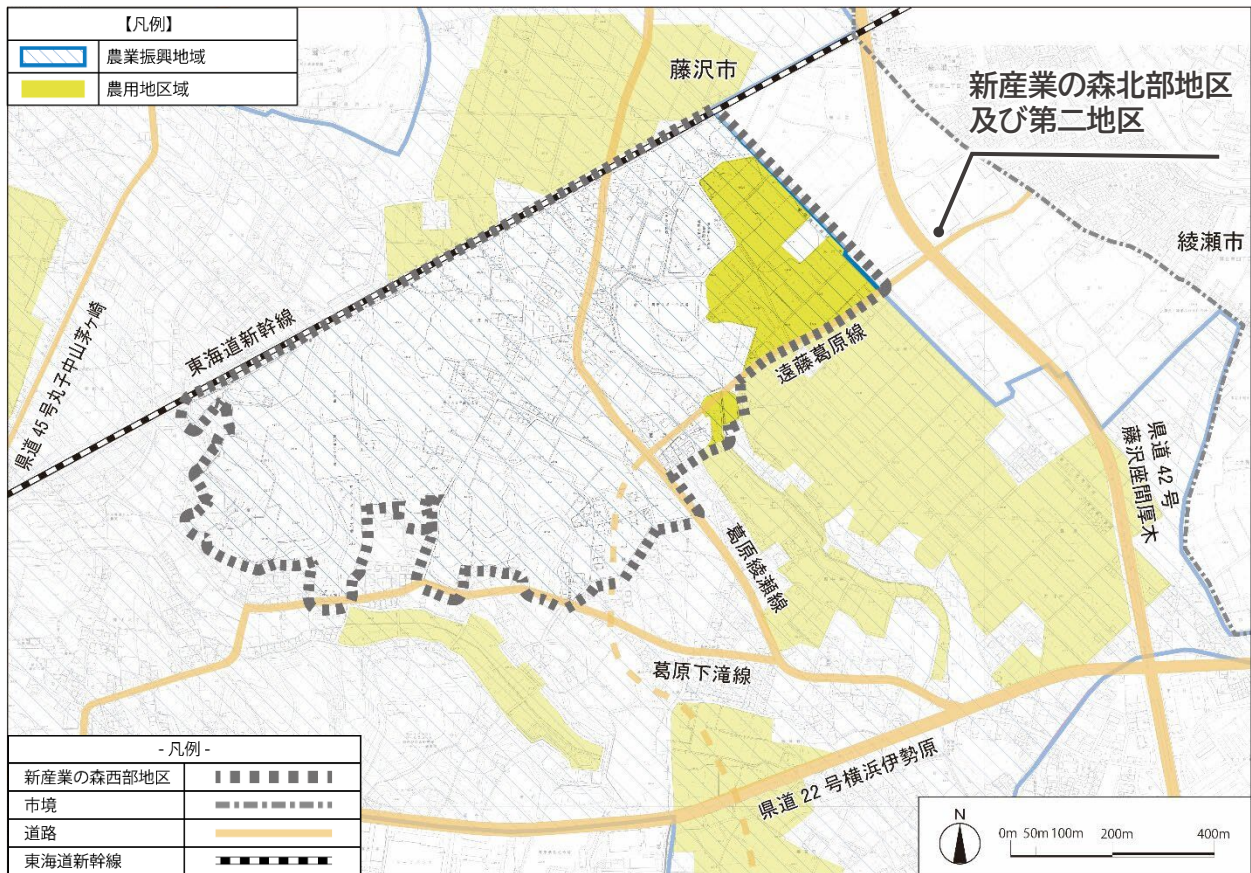 【凡例】
農業振興地域
農用地区域
藤沢市
新産業の森北部地区
及び第二地区
綾瀬市
東海道新幹線
県道45号丸子中山茅ヶ崎
遠藤葛原線
県道42号
藤沢座間厚木
葛原綾瀬線
葛原下滝線
県道22号横浜伊勢原
- 凡例 -
新産業の森西部地区
市境
道路
東海道新幹線
N
0m 50m 100m 200m 400m